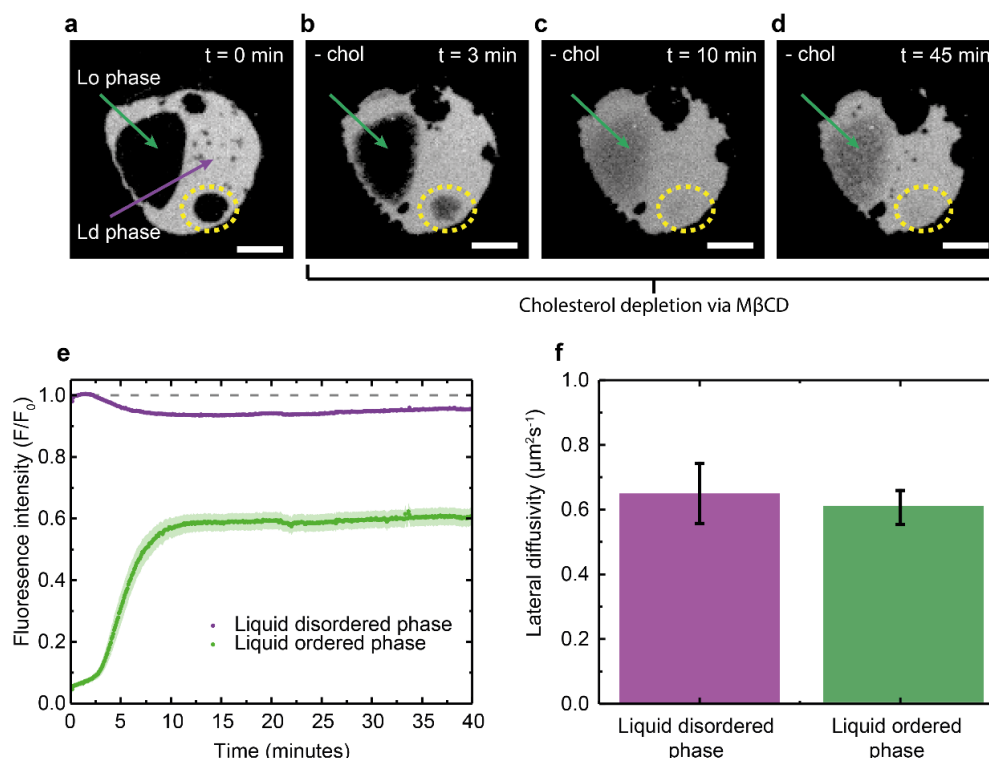 a
t = 0 min
Lo phase
Ld phase
b
- chol
t = 3 min
c
- chol
t = 10 min
d
- chol
t = 45 min
Cholesterol depletion via MβCD
e
Fluoresence intensity (F/F₀)
1.0
0.8
0.6
0.4
0.2
0.0
Liquid disordered phase
Liquid ordered phase
0 5 10 15 20 25 30 35 40
Time (minutes)
f
Lateral diffusivity (µm²s⁻¹)
1.0
0.8
0.6
0.4
0.2
0.0
Liquid disordered
phase
Liquid ordered
phase